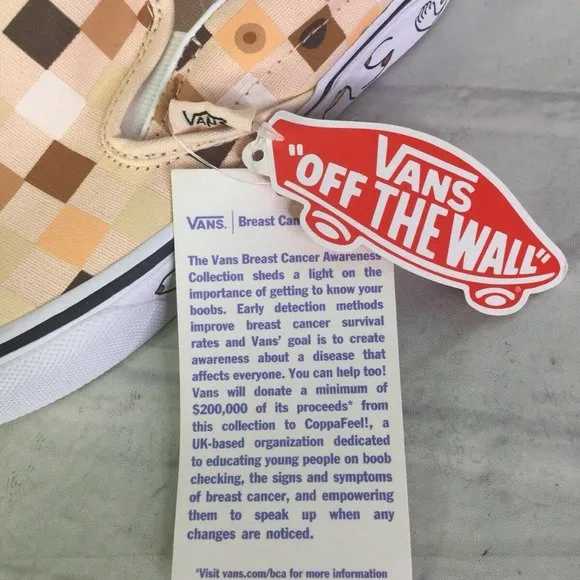 VANS
VANS
"OFF THE WALL"
®
VANS. | Breast Can
The Vans Breast Cancer Awareness
Collection sheds a light on the
importance of getting to know your
boobs. Early detection methods
improve breast cancer survival
rates and Vans' goal is to create
awareness about a disease that
affects everyone. You can help too!
Vans will donate a minimum of
$200,000 of its proceeds* from
this collection to CoppaFeel!, a
UK-based organization dedicated
to educating young people on boob
checking, the signs and symptoms
of breast cancer, and empowering
them to speak up when any
changes are noticed.
*Visit vans.com/bca for more information